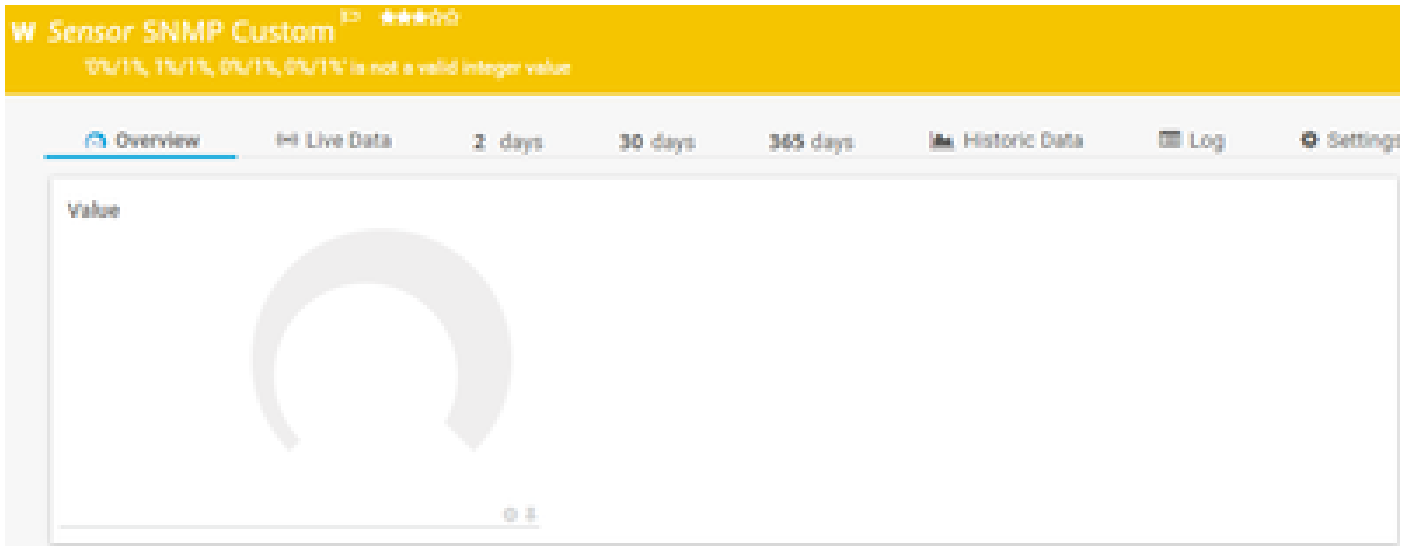 W Sensor SNMP Custom
'0%/1%, 1%/1%, 0%/1%, 0%/1%' is not a valid integer value
Overview Live Data 2 days 30 days 365 days Historic Data Log Settings
Value